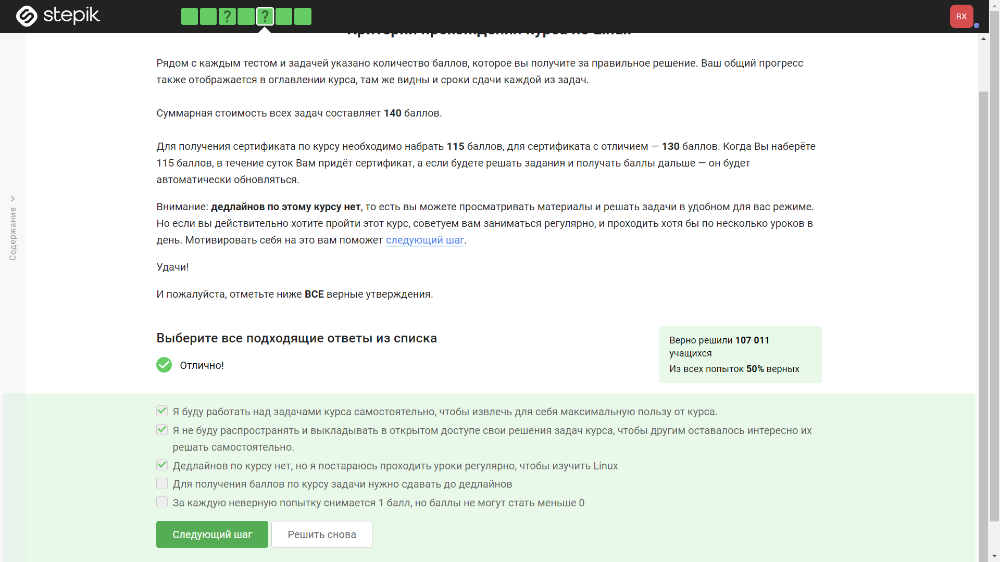 stepik
?
?
ВХ
Критерии прохождения курса по Linux
Рядом с каждым тестом и задачей указано количество баллов, которое вы получите за правильное решение. Ваш общий прогресс
также отображается в оглавлении курса, там же видны и сроки сдачи каждой из задач.
Суммарная стоимость всех задач составляет 140 баллов.
Для получения сертификата по курсу необходимо набрать 115 баллов, для сертификата с отличием — 130 баллов. Когда Вы наберёте
115 баллов, в течение суток Вам придёт сертификат, а если будете решать задания и получать баллы дальше — он будет
автоматически обновляться.
Внимание: дедлайнов по этому курсу нет, то есть вы можете просматривать материалы и решать задачи в удобном для вас режиме.
Но если вы действительно хотите пройти этот курс, советуем вам заниматься регулярно, и проходить хотя бы по несколько уроков в
день. Мотивировать себя на это вам поможет следующий шаг.
Удачи!
И пожалуйста, отметьте ниже ВСЕ верные утверждения.
Содержание
Выберите все подходящие ответы из списка
Отлично!
Верно решили 107 011
учащихся
Из всех попыток 50% верных
Я буду работать над задачами курса самостоятельно, чтобы извлечь для себя максимальную пользу от курса.
Я не буду распространять и выкладывать в открытом доступе свои решения задач курса, чтобы другим оставалось интересно их
решать самостоятельно.
Дедлайнов по курсу нет, но я постараюсь проходить уроки регулярно, чтобы изучить Linux
Для получения баллов по курсу задачи нужно сдавать до дедлайнов
За каждую неверную попытку снимается 1 балл, но баллы не могут стать меньше 0
Следующий шаг
Решить снова